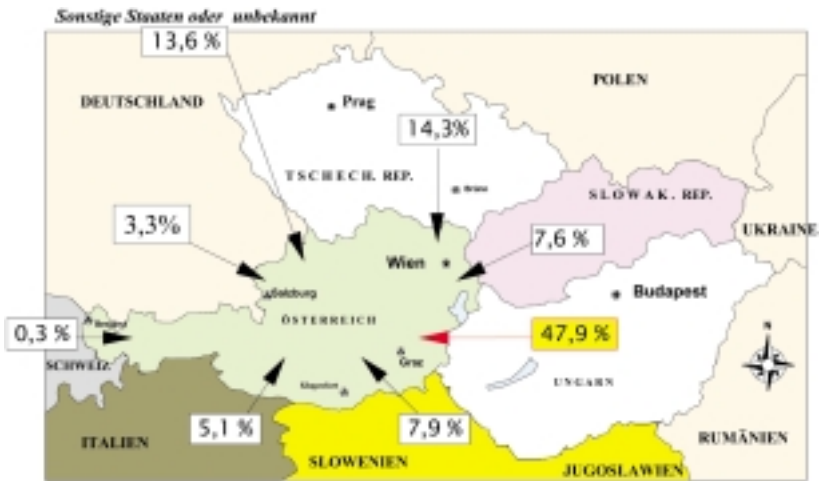 Sonstige Staaten oder unbekannt
13,6 %
POLEN
DEUTSCHLAND
Prag
14,3%
TSCHECH. REP.
Brünn
SLOWAK. REP.
3,3%
7,6 %
UKRAINE
Wien
Salzburg
Budapest
ÖSTERREICH
0,3 %
47,9 %
N
Graz
SCHWEIZ
Klagenfurt
UNGARN
5,1 %
7,9 %
ITALIEN
RUMÄNIEN
SLOWENIEN
JUGOSLAWIEN